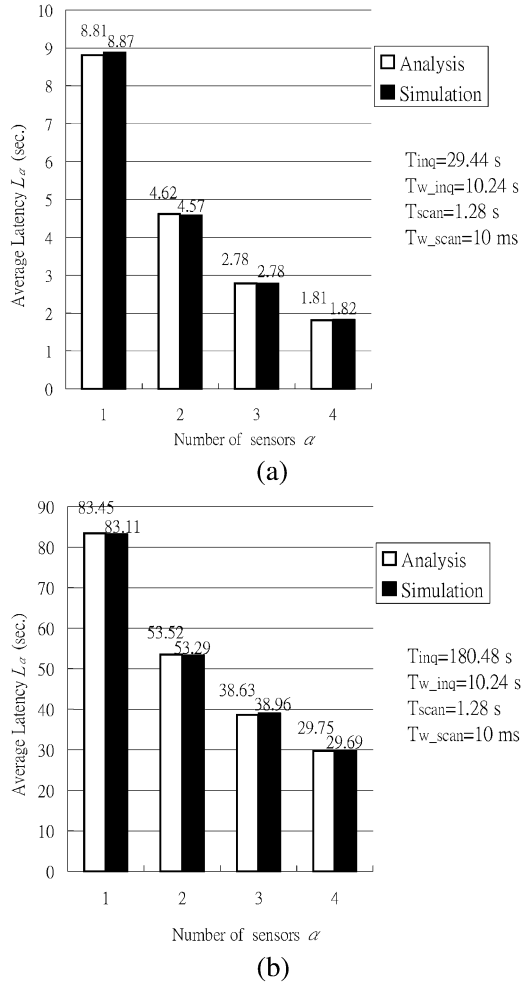 10
9
8
7
6
5
4
3
2
1
0
Average Latency Lα (sec.)
8.81 8.87
4.62 4.57
2.78 2.78
1.81 1.82
1 2 3 4
Number of sensors α
Analysis
Simulation
Tinq=29.44 s
Tw_inq=10.24 s
Tscan=1.28 s
Tw_scan=10 ms
(a)
90
80
70
60
50
40
30
20
10
0
Average Latency Lα (sec.)
83.45 83.11
53.52 53.29
38.63 38.96
29.75 29.69
1 2 3 4
Number of sensors α
Analysis
Simulation
Tinq=180.48 s
Tw_inq=10.24 s
Tscan=1.28 s
Tw_scan=10 ms
(b)